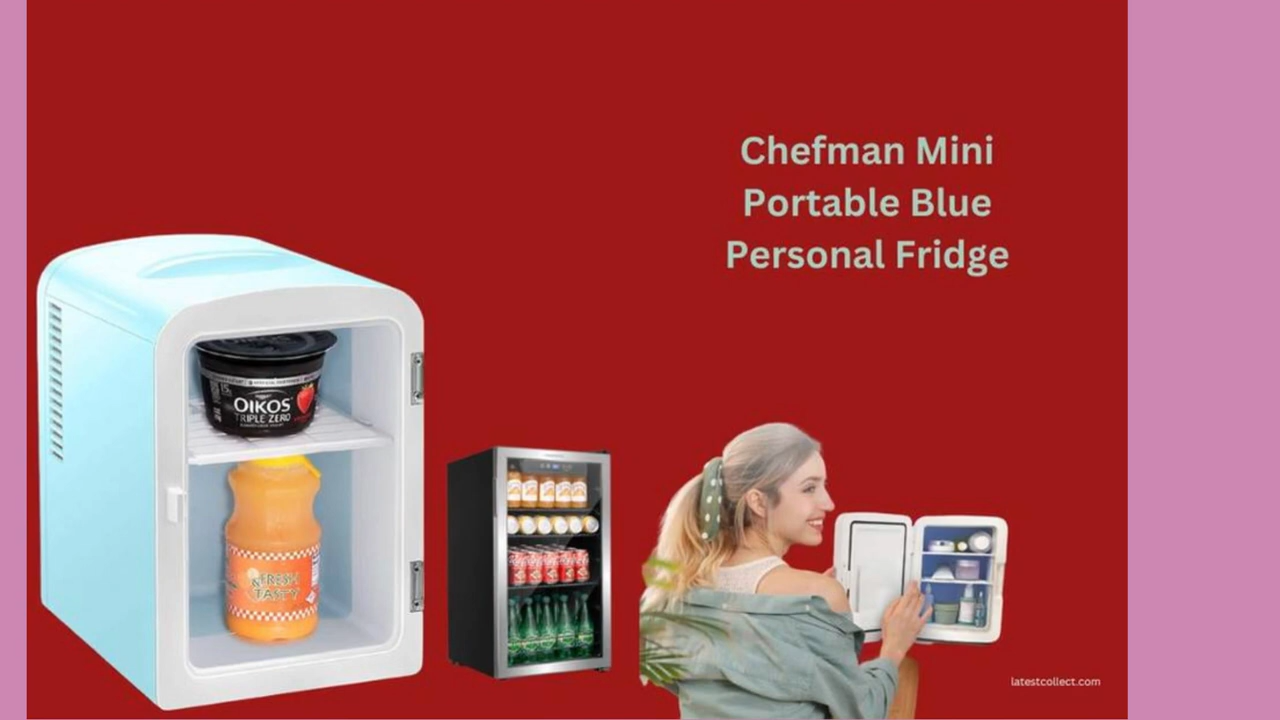 Chefman Mini
Portable Blue
Personal Fridge
OIKOS
TRIPLE ZERO
& FRESH
TASTY
latestcollect.com